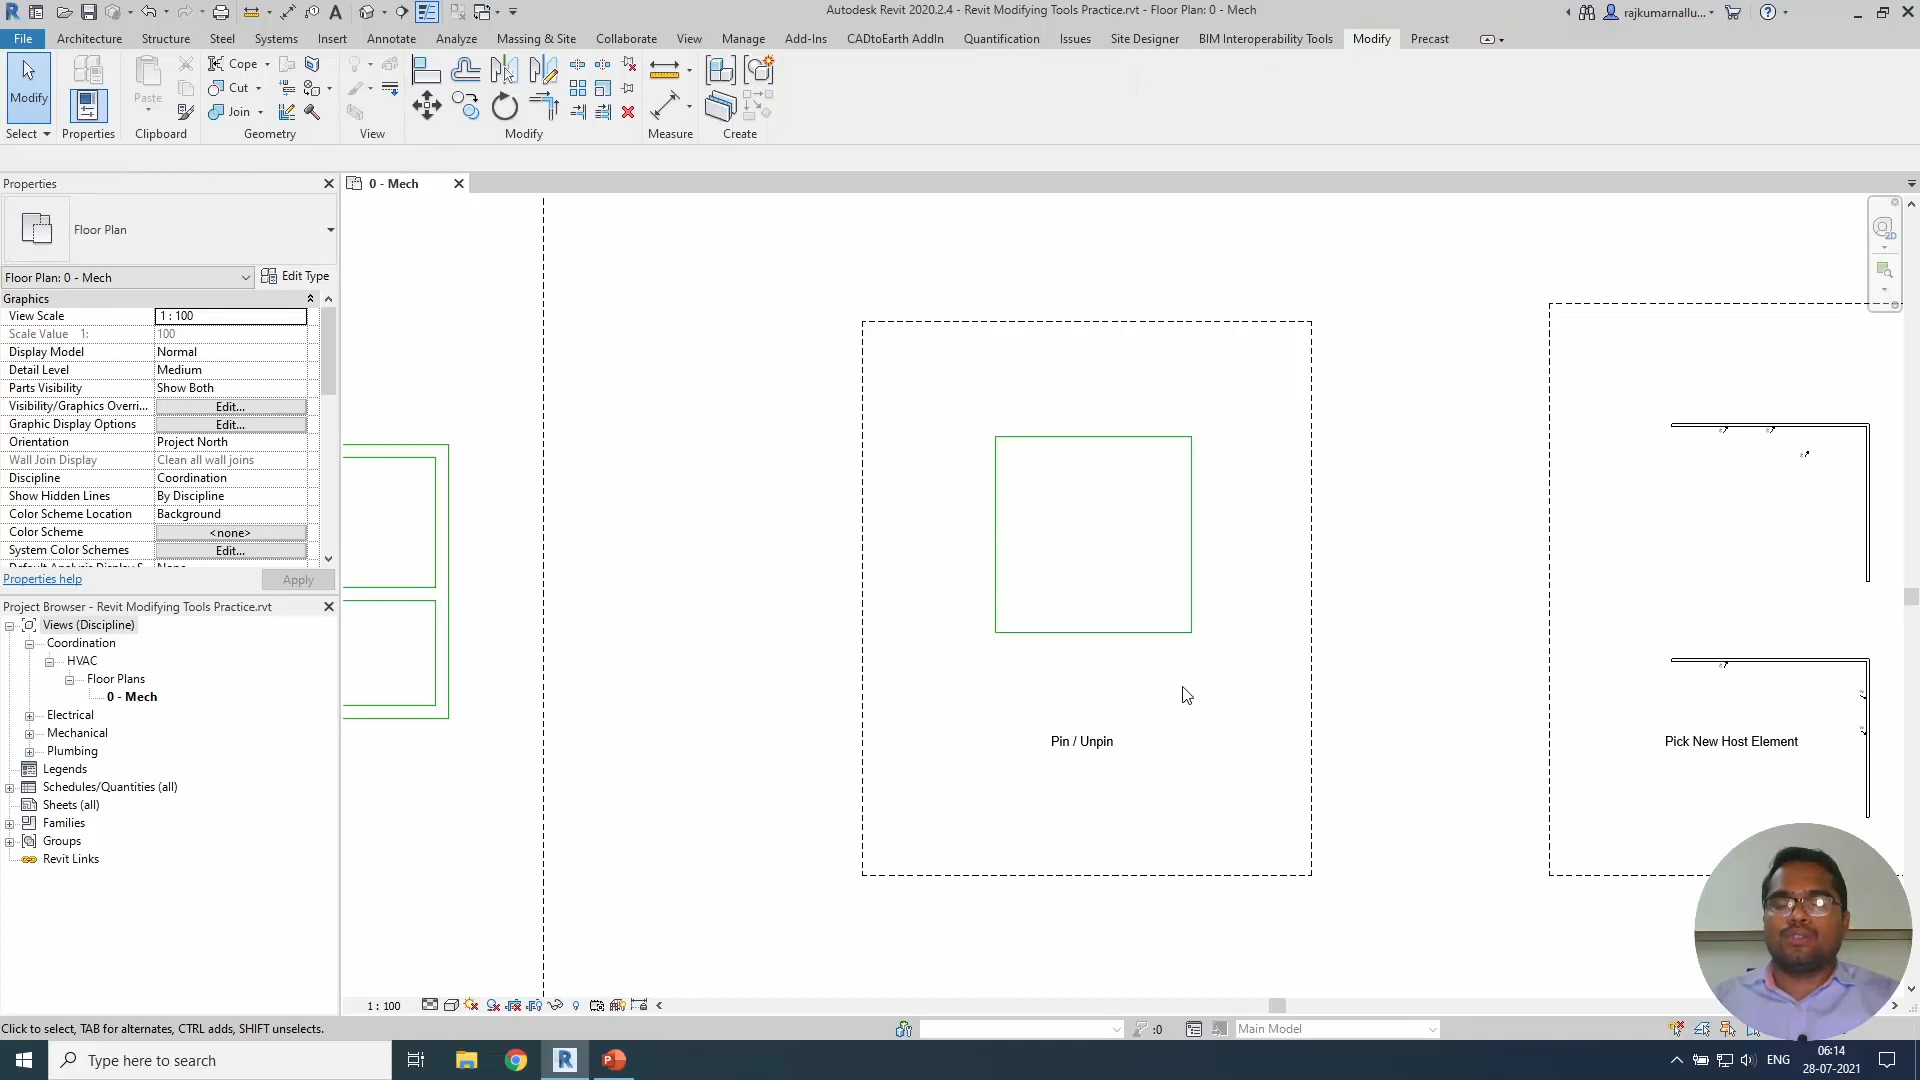 Autodesk Revit 2020.2.4 - Revit Modifying Tools Practice.rvt - Floor Plan: 0 - Mech
rajkumarnallu...
File Architecture Structure Steel Systems Insert Annotate Analyze Massing & Site Collaborate View Manage Add-Ins CADtoEarth AddIn Quantification Issues Site Designer BIM Interoperability Tools Modify Precast
Modify
Paste
Cope
Cut
Join
Select Properties Clipboard Geometry View Modify Measure Create
Properties
0 - Mech
Floor Plan
Floor Plan: 0 - Mech Edit Type
Graphics
View Scale 1 : 100
Scale Value 1: 100
Display Model Normal
Detail Level Medium
Parts Visibility Show Both
Visibility/Graphics Overri... Edit...
Graphic Display Options Edit...
Orientation Project North
Wall Join Display Clean all wall joins
Discipline Coordination
Show Hidden Lines By Discipline
Color Scheme Location Background
Color Scheme <none>
System Color Schemes Edit...
Properties help Apply
Project Browser - Revit Modifying Tools Practice.rvt
Views (Discipline)
Coordination
HVAC
Floor Plans
0 - Mech
Electrical
Mechanical
Plumbing
Legends
Schedules/Quantities (all)
Sheets (all)
Families
Groups
Revit Links
Pin / Unpin
Pick New Host Element
1 : 100
Click to select, TAB for alternates, CTRL adds, SHIFT unselects.
:0
Main Model
Type here to search
ENG
06:14
28-07-2021